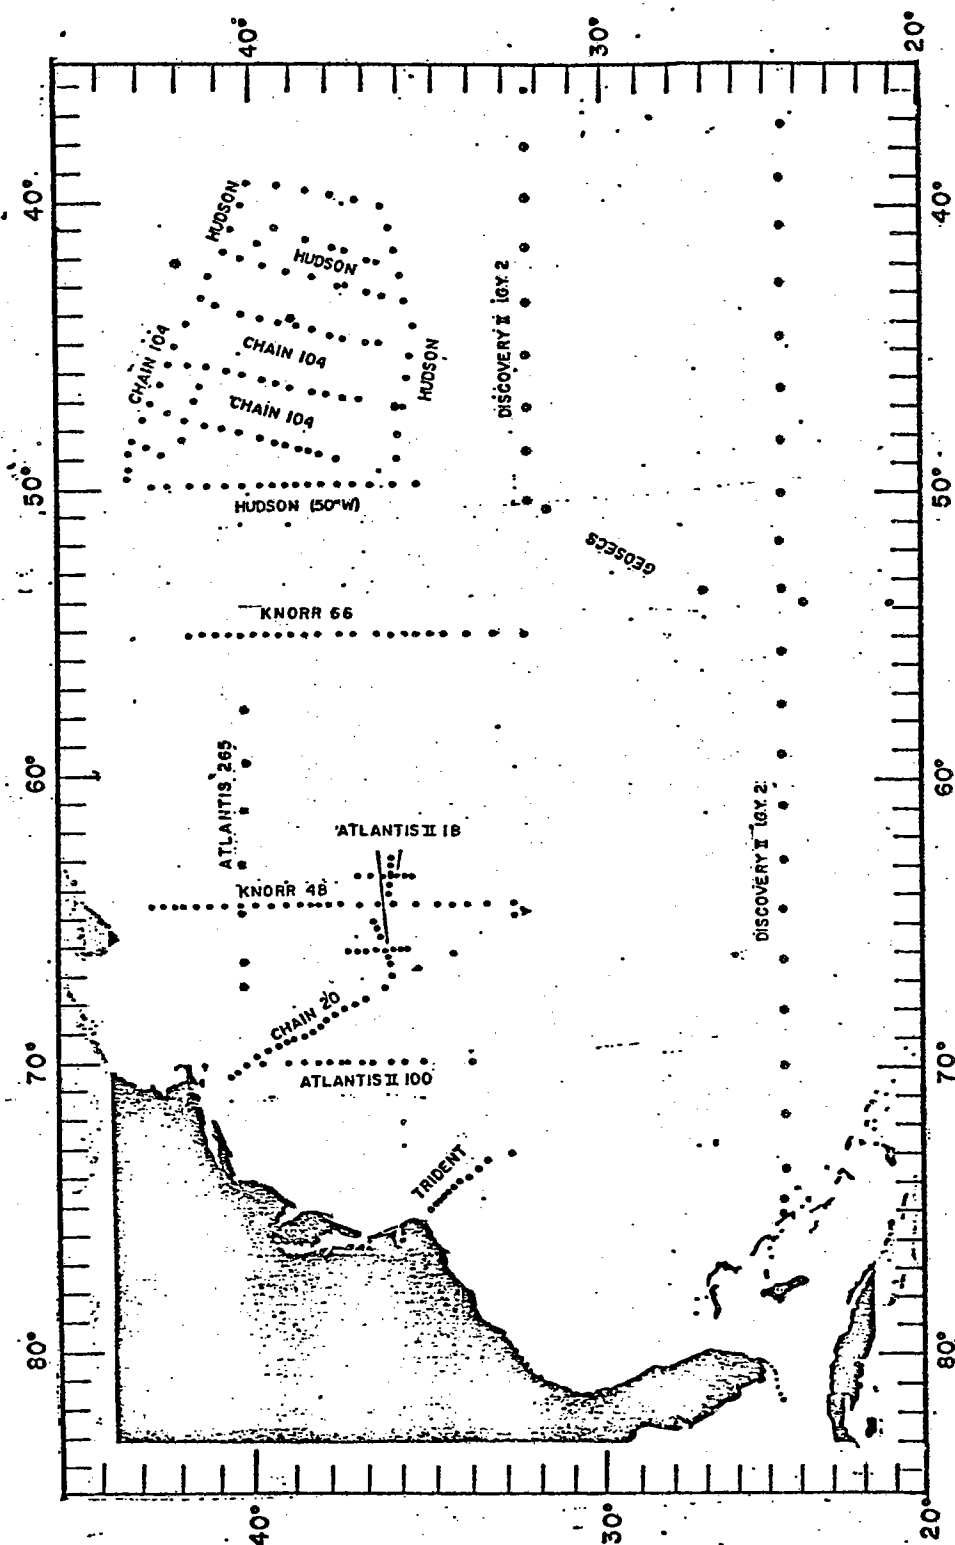 40°
30°
20°
40°
40°
HUDSON
HUDSON
CHAIN 104
CHAIN 104
CHAIN 104
HUDSON
DISCOVERY II I.G.Y. 2
50°
50°
HUDSON (50°W)
GEOSECS
KNORR 66
60°
60°
ATLANTIS 265
ATLANTIS II 18
DISCOVERY II I.G.Y. 2
KNORR 48
CHAIN 20
70°
70°
ATLANTIS II 100
TRIDENT
80°
80°
40°
30°
20°